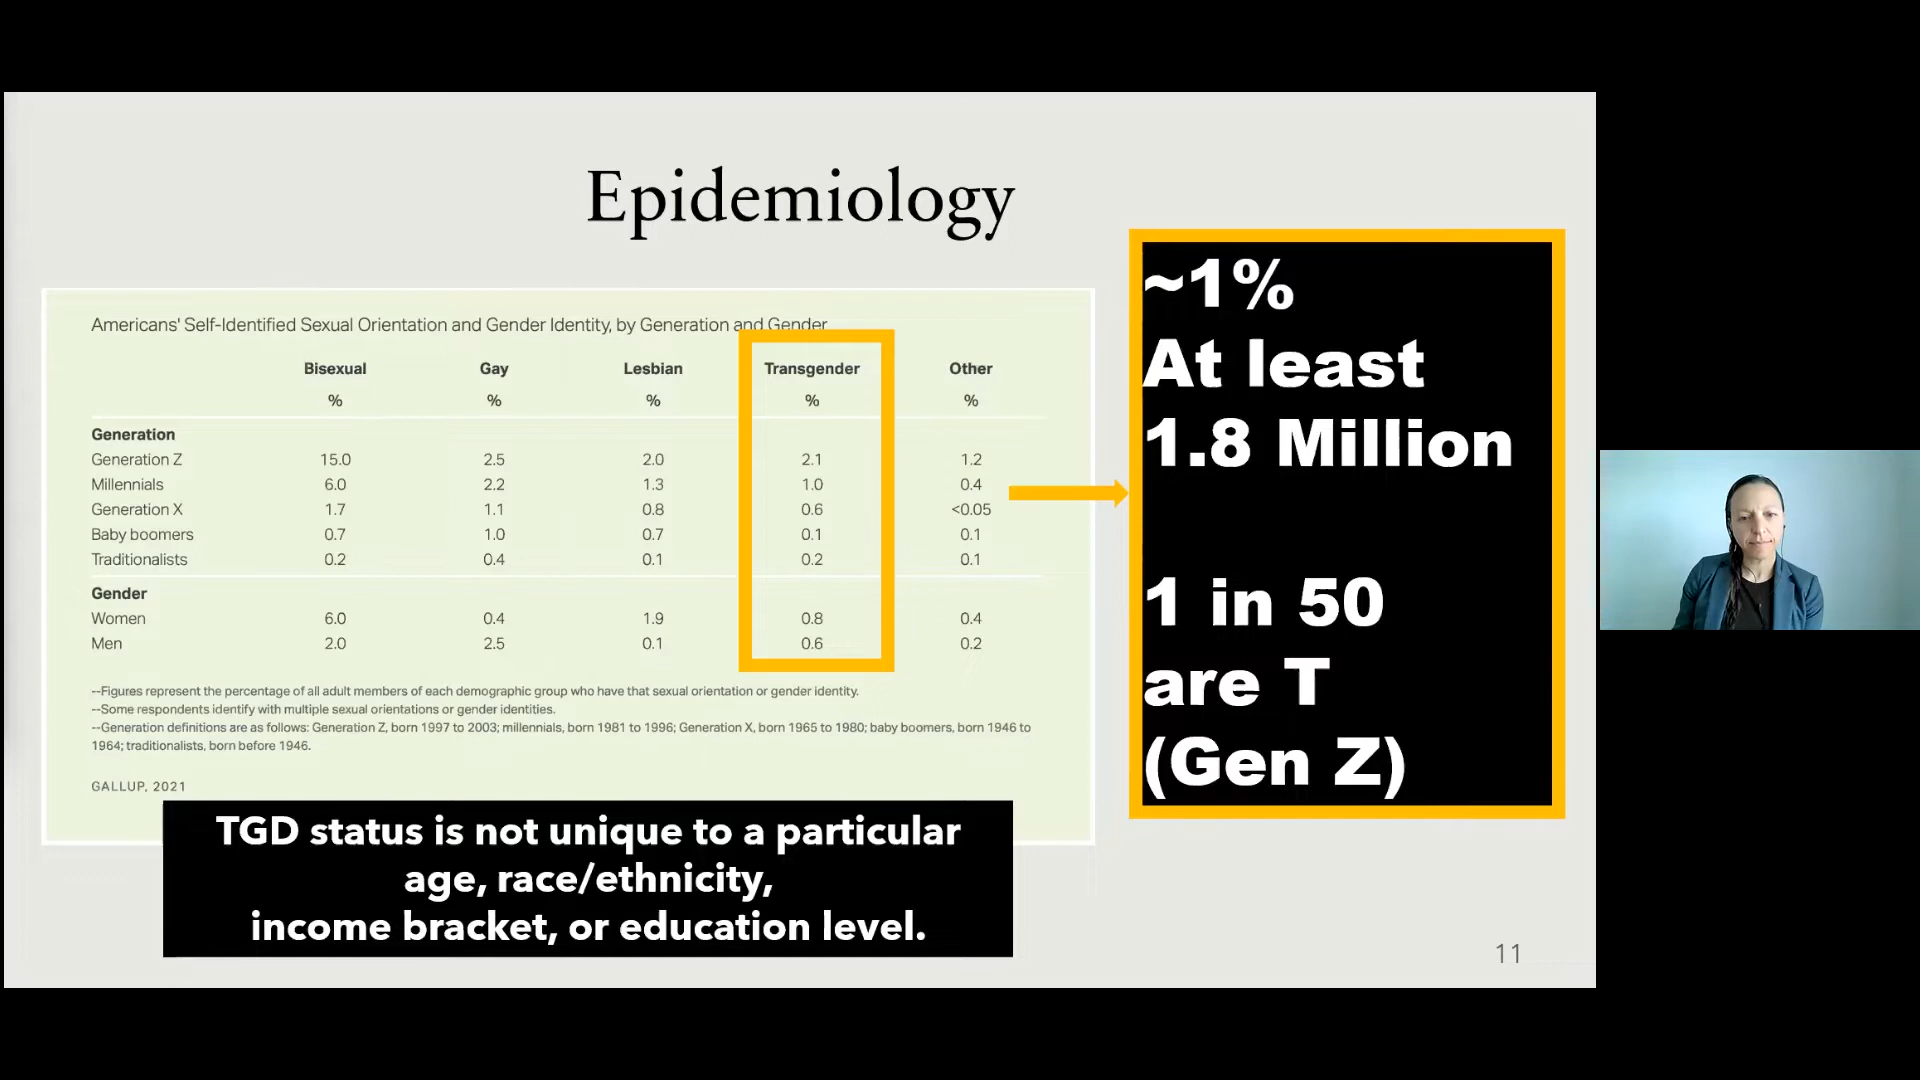 Epidemiology
Americans' Self-Identified Sexual Orientation and Gender Identity, by Generation and Gender
Bisexual Gay Lesbian Transgender Other
% % % % %
Generation
Generation Z 15.0 2.5 2.0 2.1 1.2
Millennials 6.0 2.2 1.3 1.0 0.4
Generation X 1.7 1.1 0.8 0.6 <0.05
Baby boomers 0.7 1.0 0.7 0.1 0.1
Traditionalists 0.2 0.4 0.1 0.2 0.1
Gender
Women 6.0 0.4 1.9 0.8 0.4
Men 2.0 2.5 0.1 0.6 0.2
--Figures represent the percentage of all adult members of each demographic group who have that sexual orientation or gender identity.
--Some respondents identify with multiple sexual orientations or gender identities.
--Generation definitions are as follows: Generation Z, born 1997 to 2003; millennials, born 1981 to 1996; Generation X, born 1965 to 1980; baby boomers, born 1946 to
1964; traditionalists, born before 1946.
GALLUP, 2021
TGD status is not unique to a particular
age, race/ethnicity,
income bracket, or education level.
~1%
At least
1.8 Million
1 in 50
are T
(Gen Z)
11